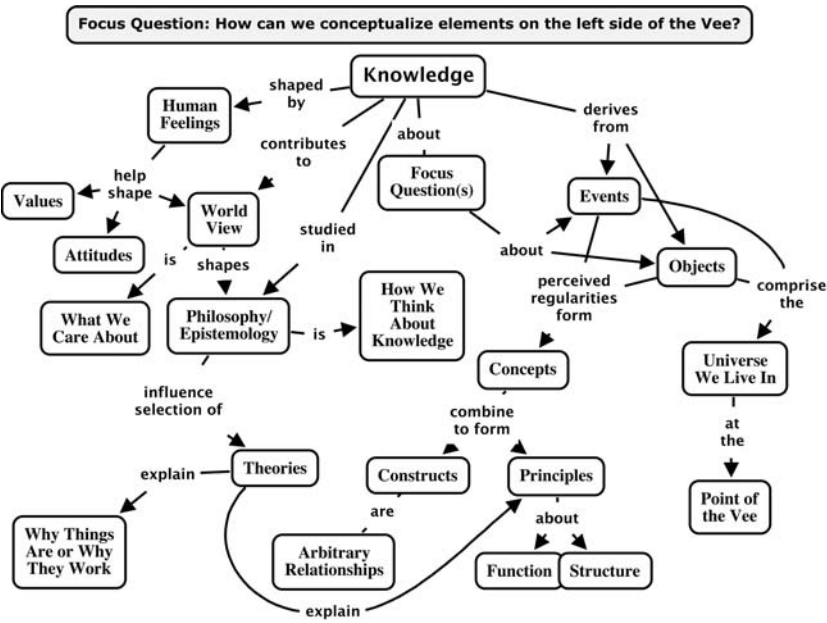 Focus Question: How can we conceptualize elements on the left side of the Vee?
Knowledge
shaped
by
Human
Feelings
contributes
to
about
derives
from
Focus
Question(s)
Events
help
shape
Values
World
View
Attitudes
studied
in
about
Objects
is
shapes
perceived
regularities
form
comprise
the
What We
Care About
Philosophy/
Epistemology
is
How We
Think
About
Knowledge
Concepts
Universe
We Live In
influence
selection of
combine
to form
at
the
explain
Theories
Constructs
Principles
Point of
the Vee
are
about
Why Things
Are or Why
They Work
Arbitrary
Relationships
Function
Structure
explain